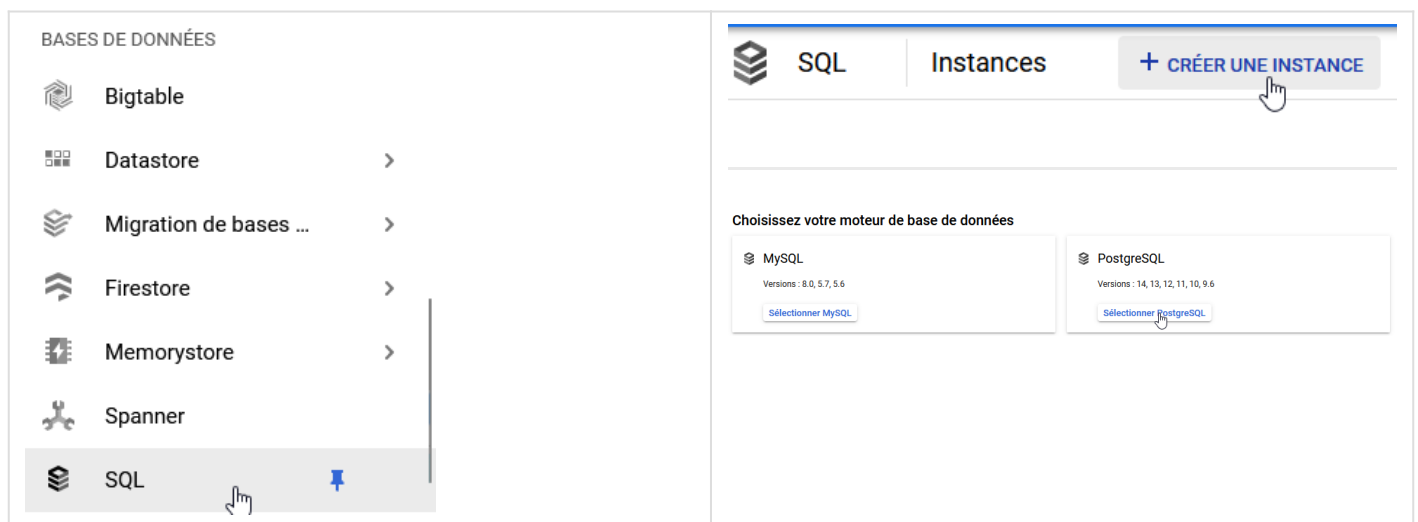 BASES DE DONNÉES
Bigtable
Datastore
Migration de bases ...
Firestore
Memorystore
Spanner
SQL
SQL Instances + CRÉER UNE INSTANCE
Choisissez votre moteur de base de données
MySQL
Versions : 8.0, 5.7, 5.6
Sélectionner MySQL
PostgreSQL
Versions : 14, 13, 12, 11, 10, 9.6
Sélectionner PostgreSQL